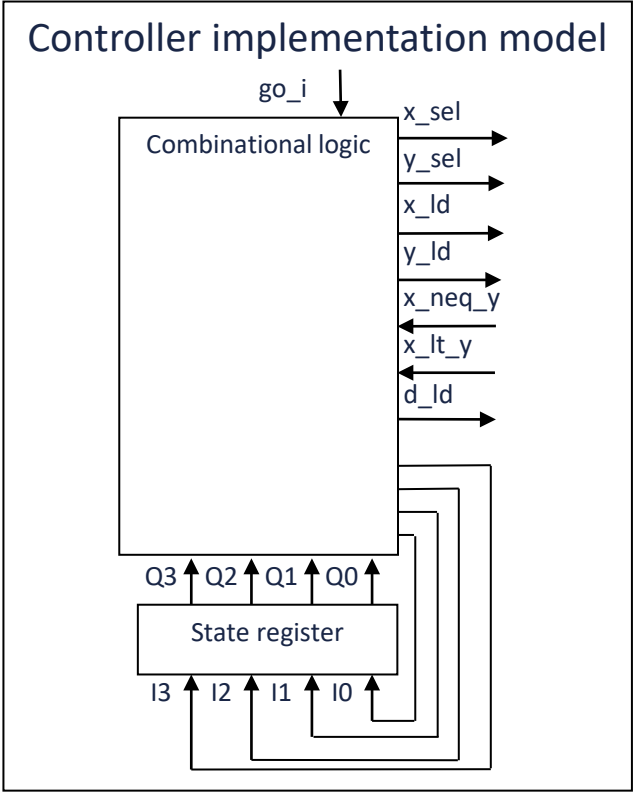 Controller implementation model
go_i
Combinational logic
x_sel
y_sel
x_ld
y_ld
x_neq_y
x_lt_y
d_ld
Q3 Q2 Q1 Q0
State register
I3 I2 I1 I0